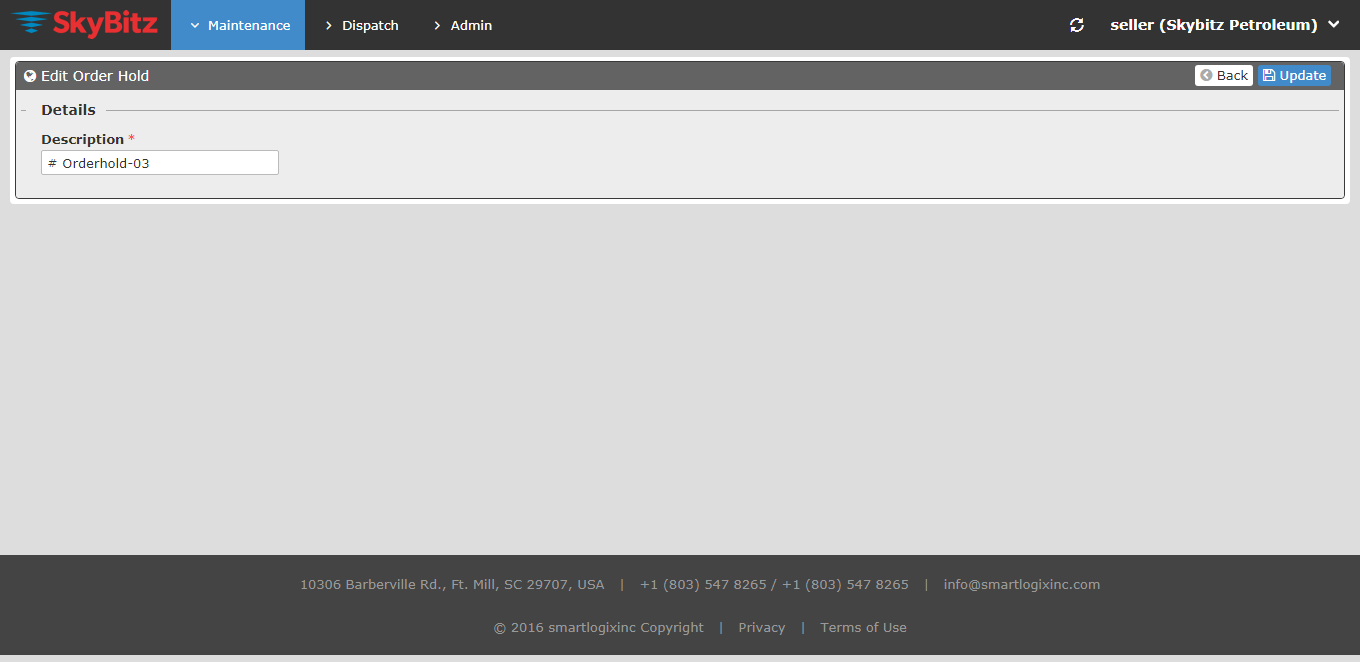 SkyBitz Maintenance Dispatch Admin seller (Skybitz Petroleum)
Edit Order Hold Back Update
Details
Description *
# Orderhold-03
10306 Barberville Rd., Ft. Mill, SC 29707, USA | +1 (803) 547 8265 / +1 (803) 547 8265 | info@smartlogixinc.com
© 2016 smartlogixinc Copyright | Privacy | Terms of Use